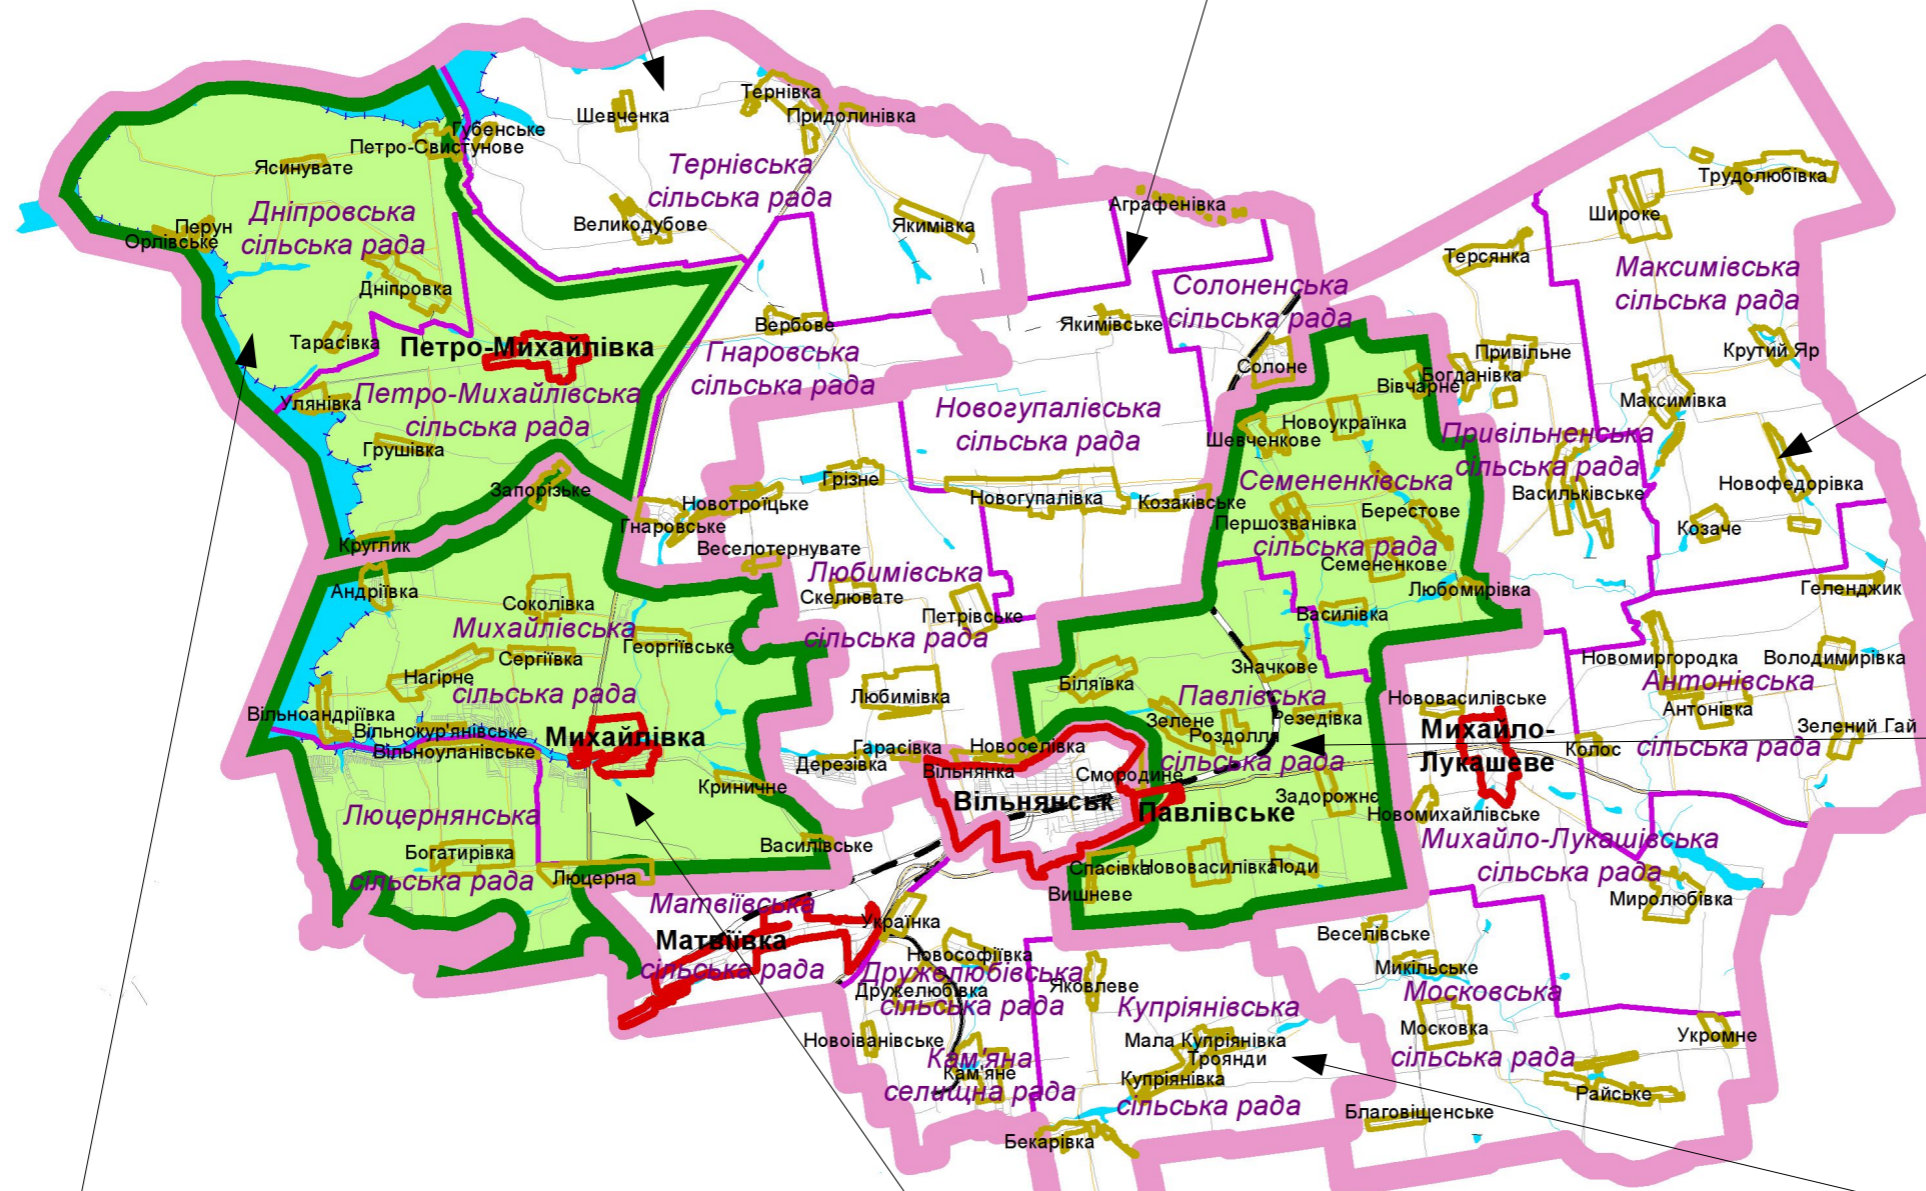 Тернівка
Шевченка
Придолинівка
Губенське
Петро-Свистунове
Ясинувате
Тернівська
сільська рада
Трудолюбівка
Дніпровська
сільська рада
Перун
Орлівське
Великодубове
Якимівка
Аграфенівка
Широке
Терсянка
Максимівська
сільська рада
Дніпровка
Солоненська
сільська рада
Тарасівка
Петро-Михайлівка
Вербове
Якимівське
Гнаровська
сільська рада
Солоне
Привільне
Крутий Яр
Богданівка
Вівчарне
Улянівка
Петро-Михайлівська
сільська рада
Новогупалівська
сільська рада
Максимівка
Новоукраїнка
Шевченкове
Привільненська
сільська рада
Грушівка
Запорізьке
Грізне
Новотроїцьке
Гнаровське
Новогупалівка
Козаківське
Семененківська
сільська рада
Першозванівка
Берестове
Васильківське
Новофедорівка
Козаче
Круглик
Веселотернувате
Семененкове
Андріївка
Любимівська
сільська рада
Скелювате
Петрівське
Любомирівка
Геленджик
Соколівка
Василівка
Михайлівська
сільська рада
Георгіївське
Сергіївка
Нагірне
Значкове
Біляївка
Новомиргородка
Володимирівка
Антонівська
сільська рада
Любимівка
Павлівська
сільська рада
Нововасилівське
Антонівка
Вільноандріївка
Зелене
Резедівка
Роздолля
Михайло-
Лукашеве
Зелений Гай
Вільнокур'янівське
Михайлівка
Вільноуланівське
Гарасівка
Новоселівка
Колос
Дерезівка
Вільнянка
Смородине
Криничне
Вільнянськ
Павлівське
Задорожнє
Новомихайлівське
Люцернянська
сільська рада
Михайло-Лукашівська
сільська рада
Богатирівка
Василівське
Люцерна
Спасівка
Нововасилівка
Поди
Вишневе
Миролюбівка
Матвіївська
сільська рада
Матвіївка
Українка
Веселівське
Новософіївка
Дружелюбівська
сільська рада
Дружелюбівка
Яковлеве
Микільське
Московська
сільська рада
Купріянівська
сільська рада
Московка
Укромне
Новоіванівське
Мала Купріянівка
Троянди
Кам'яна
селищна рада
Кам'яне
Купріянівка
Райське
Благовіщенське
Бекарівка